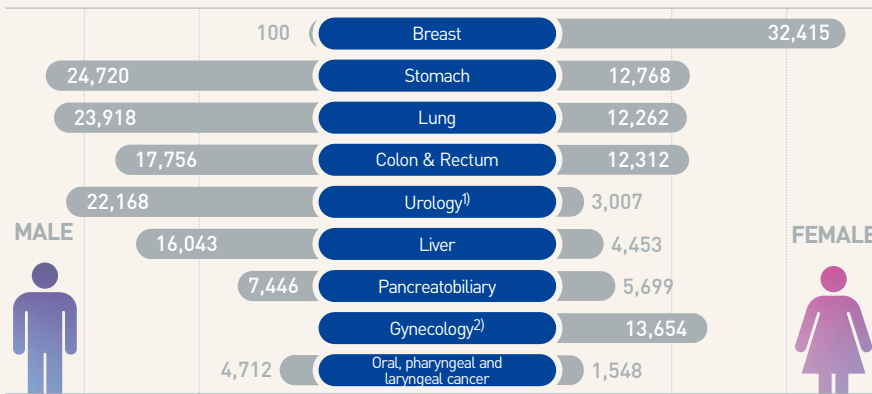 100 Breast 32,415
24,720 Stomach 12,768
23,918 Lung 12,262
17,756 Colon & Rectum 12,312
22,168 Urology1) 3,007
MALE
FEMALE
16,043 Liver 4,453
7,446 Pancreatobiliary 5,699
Gynecology2) 13,654
4,712 Oral, pharyngeal and
laryngeal cancer 1,548